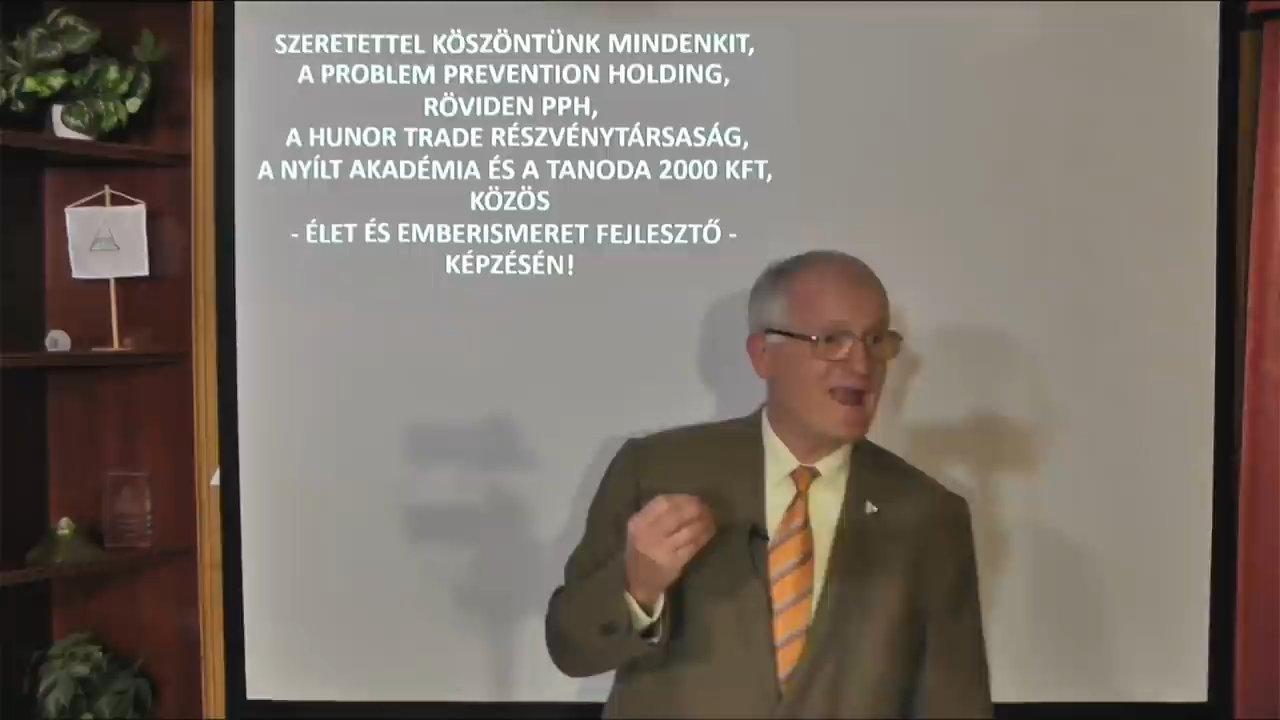 SZERETETTEL KÖSZÖNTÜNK MINDENKIT,
A PROBLEM PREVENTION HOLDING,
RÖVIDEN PPH,
A HUNOR TRADE RÉSZVÉNYTÁRSASÁG,
A NYÍLT AKADÉMIA ÉS A TANODA 2000 KFT,
KÖZÖS
- ÉLET ÉS EMBERISMERET FEJLESZTŐ -
KÉPZÉSÉN!